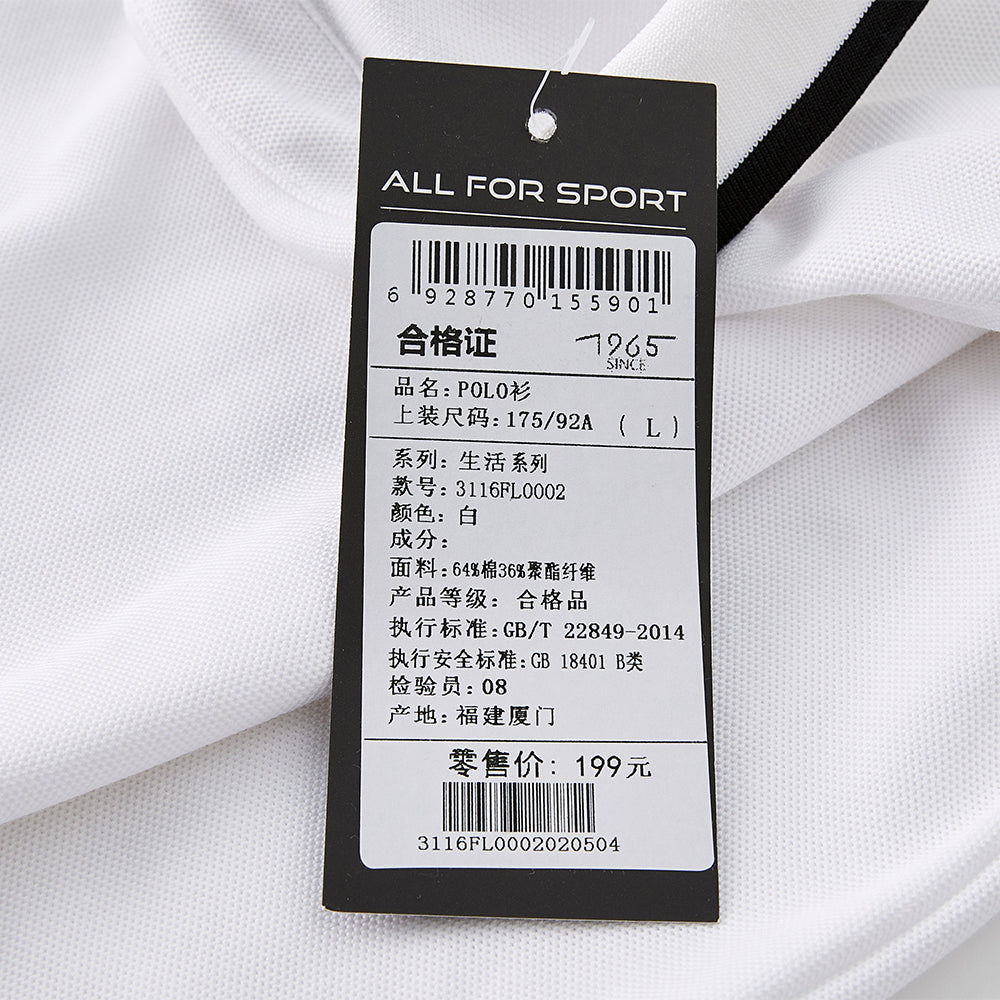 ALL FOR SPORT
6 928770 155901
合格证
1965
SINCE
品名:POLO衫
上装尺码:175/92A ( L )
系列: 生活系列
款号: 3116FL0002
颜色: 白
成分:
面料:64%棉36%聚酯纤维
产品等级: 合格品
执行标准:GB/T 22849-2014
执行安全标准:GB 18401 B类
检验员:08
产地:福建厦门
零售价: 199元
3116FL0002020504